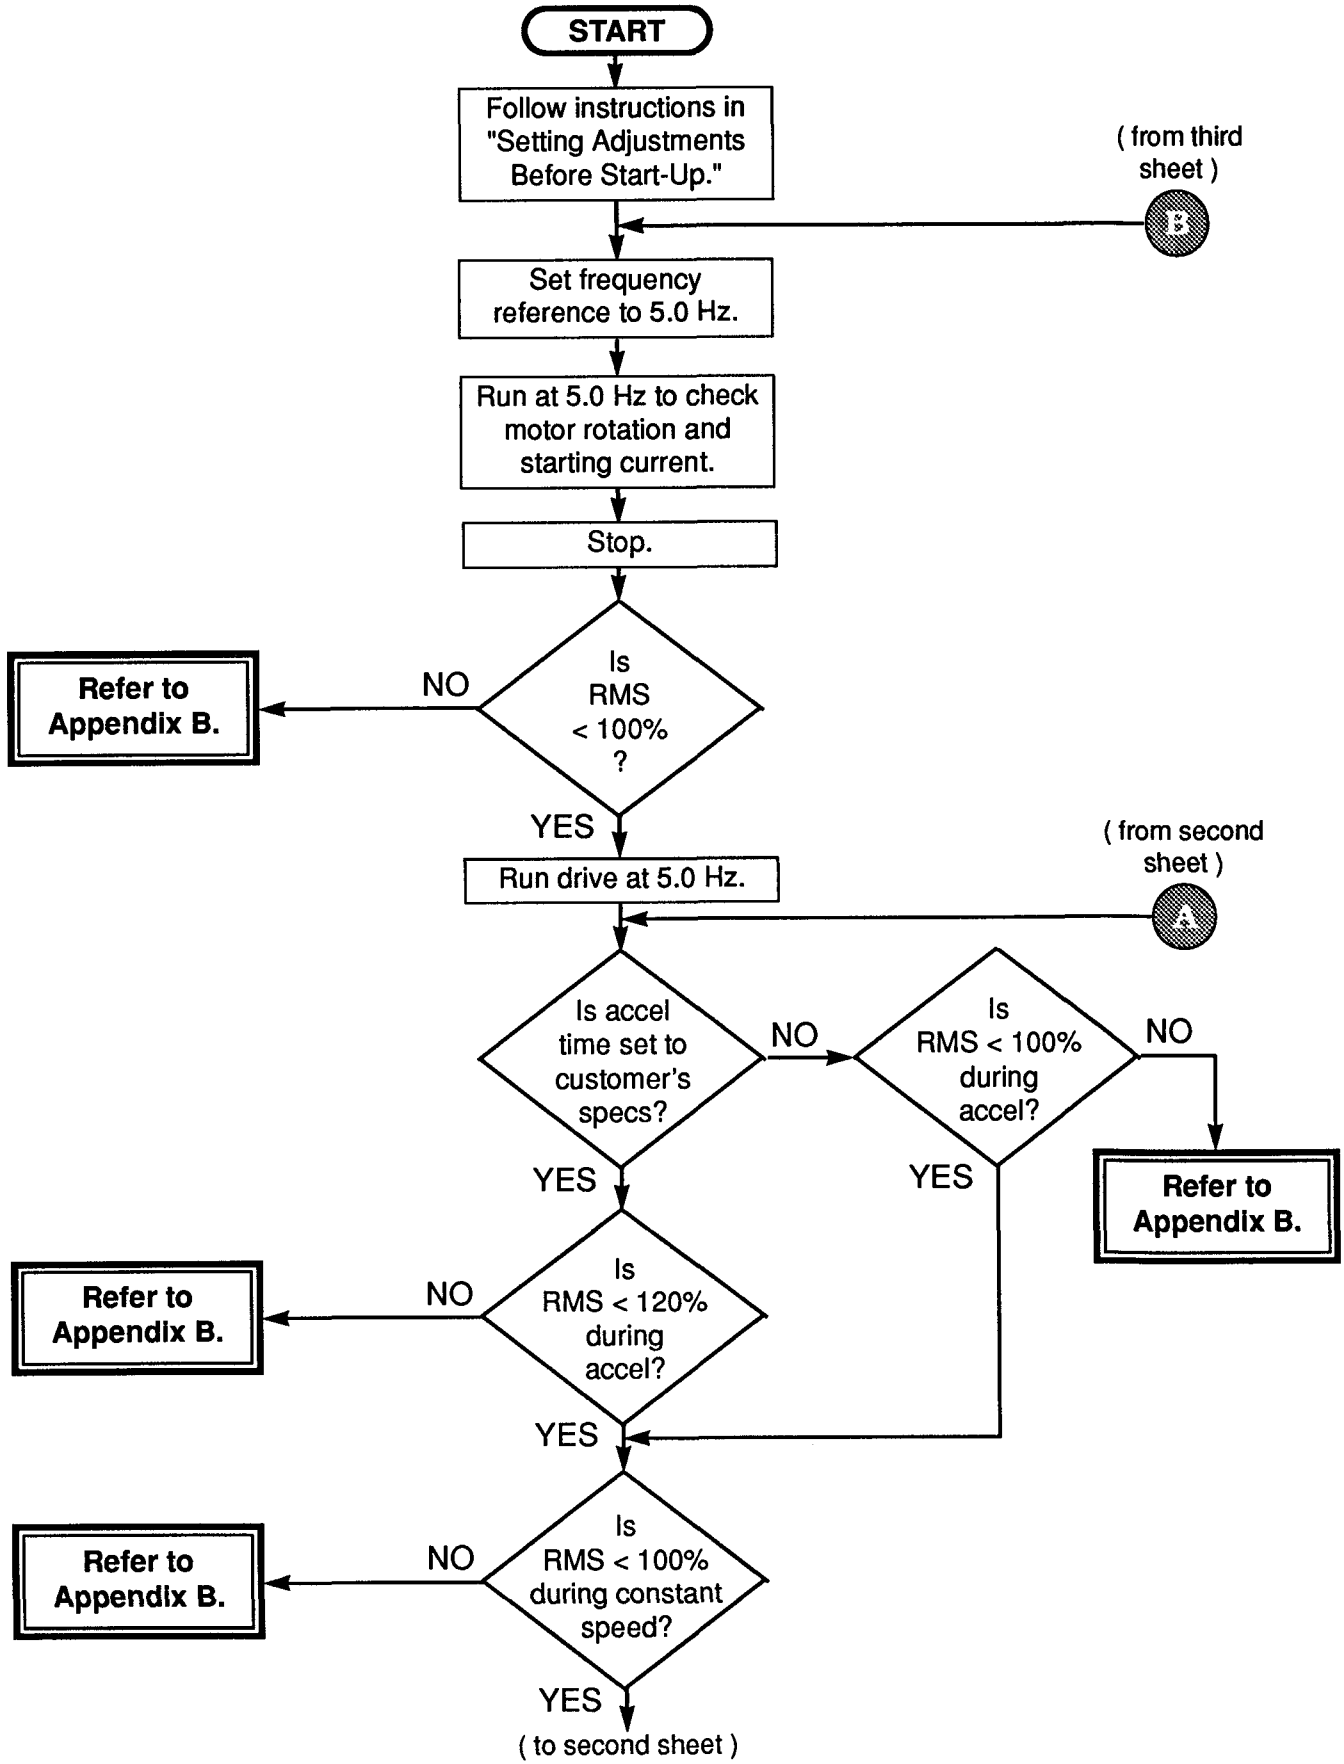 START
Follow instructions in
"Setting Adjustments
Before Start-Up."
( from third
sheet )
B
Set frequency
reference to 5.0 Hz.
Run at 5.0 Hz to check
motor rotation and
starting current.
Stop.
Is
RMS
< 100%
?
NO
Refer to
Appendix B.
YES
Run drive at 5.0 Hz.
( from second
sheet )
A
Is accel
time set to
customer's
specs?
NO
Is
RMS < 100%
during
accel?
NO
Refer to
Appendix B.
YES
YES
Is
RMS < 120%
during
accel?
NO
Refer to
Appendix B.
YES
Is
RMS < 100%
during constant
speed?
NO
Refer to
Appendix B.
YES
( to second sheet )